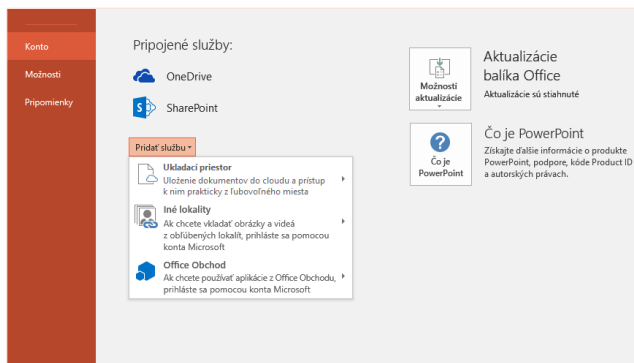 Konto
Možnosti
Pripomienky
Pripojené služby:
OneDrive
S
SharePoint
Pridať službu
Ukladací priestor
Uloženie dokumentov do cloudu a prístup
k nim prakticky z ľubovoľného miesta
Iné lokality
Ak chcete vkladať obrázky a videá
z obľúbených lokalít, prihláste sa pomocou
konta Microsoft
Office Obchod
Ak chcete používať aplikácie z Office Obchodu,
prihláste sa pomocou konta Microsoft
Možnosti
aktualizácie
Aktualizácie
balíka Office
Aktualizácie sú stiahnuté
?
Čo je
PowerPoint
Čo je PowerPoint
Získajte ďalšie informácie o produkte
PowerPoint, podpore, kóde Product ID
a autorských právach.